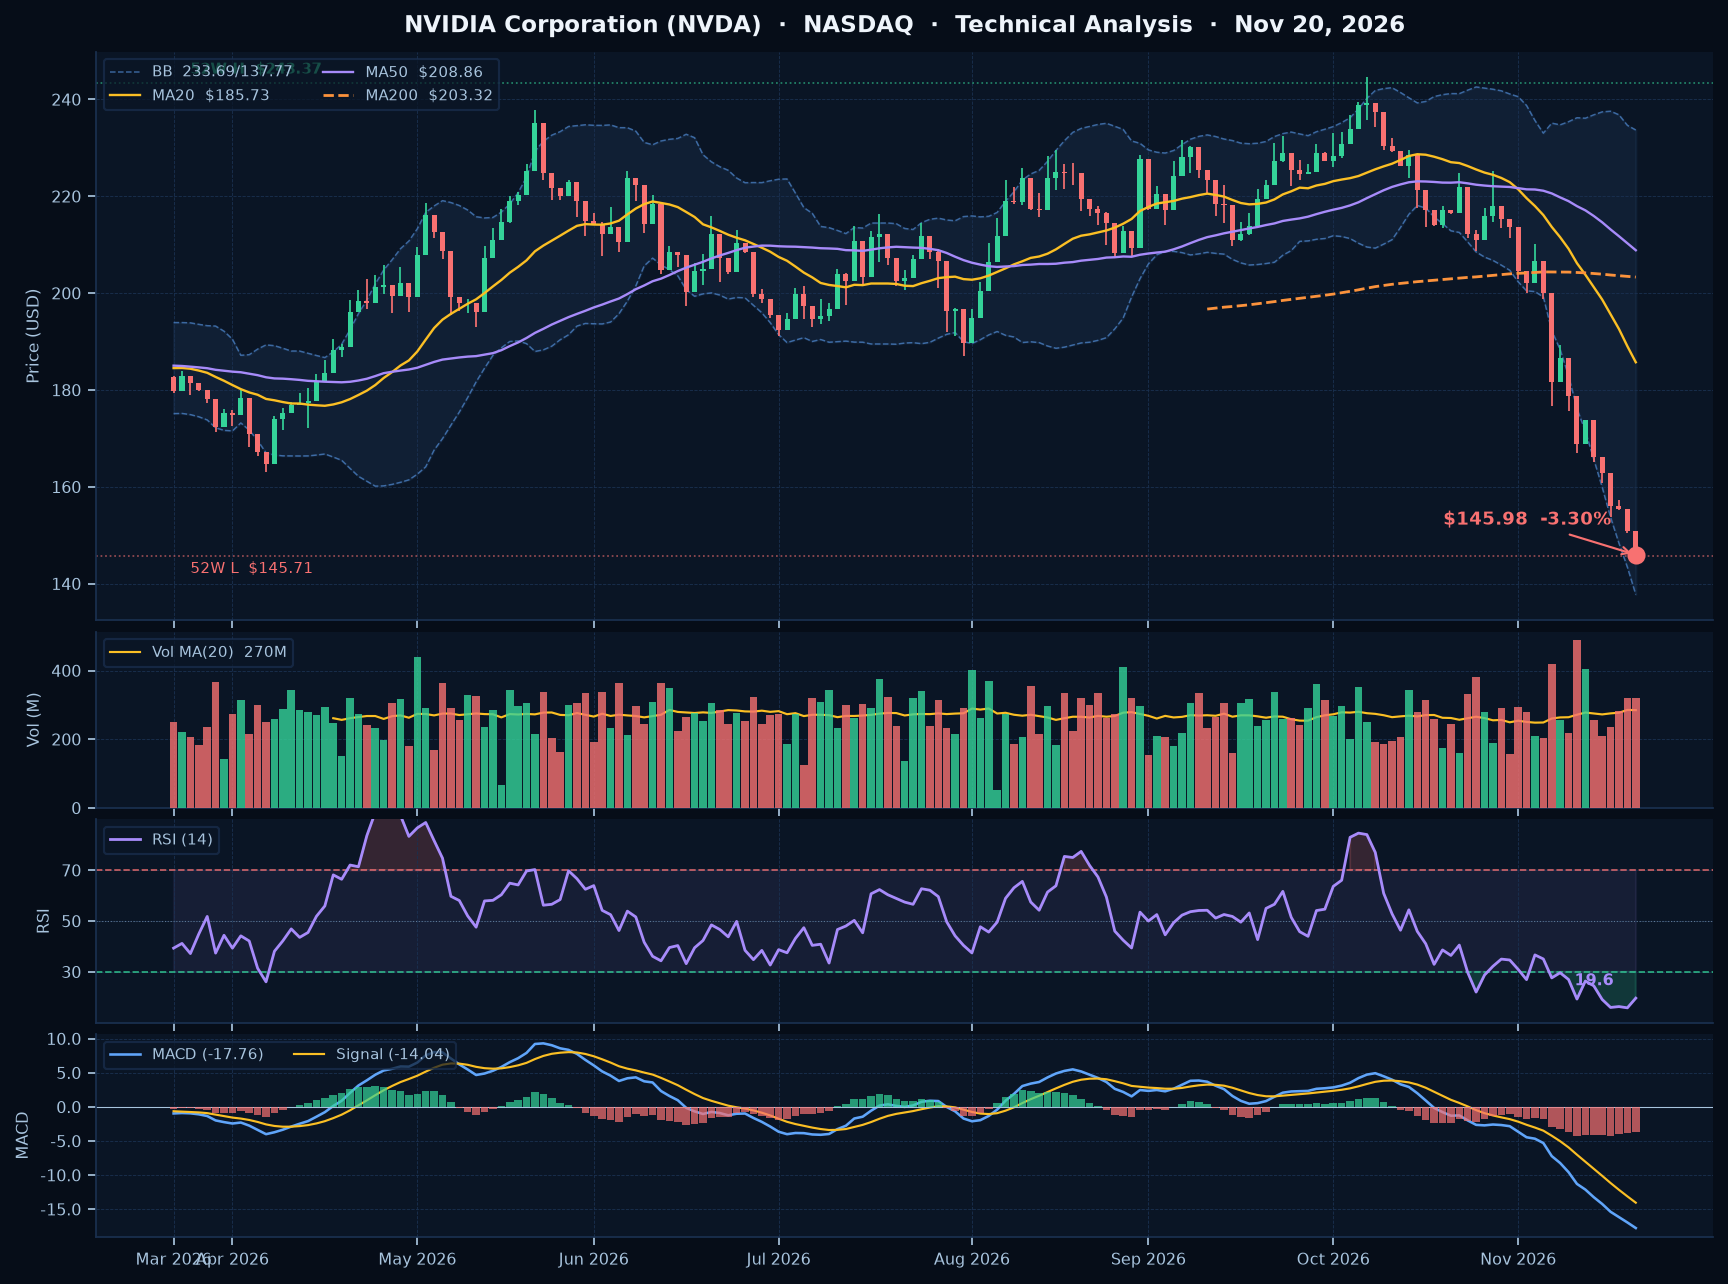 NVIDIA Corporation (NVDA) · NASDAQ · Technical Analysis · Nov 20, 2026
BB 233.69/137.77
MA50 $208.86
MA20 $185.73
MA200 $203.32
240
220
200
180
160
140
Price (USD)
$145.98 -3.30%
52W L $145.71
Vol MA(20) 270M
400
200
0
Vol (M)
RSI (14)
70
50
30
RSI
19.6
MACD (-17.76)
Signal (-14.04)
10.0
5.0
0.0
-5.0
-10.0
-15.0
MACD
Mar 2026
Apr 2026
May 2026
Jun 2026
Jul 2026
Aug 2026
Sep 2026
Oct 2026
Nov 2026